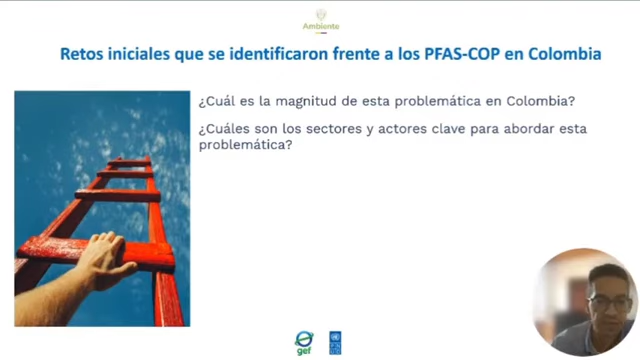 Ambiente
Retos iniciales que se identificaron frente a los PFAS-COP en Colombia
¿Cuál es la magnitud de esta problemática en Colombia?
¿Cuáles son los sectores y actores clave para abordar esta
problemática?
gef